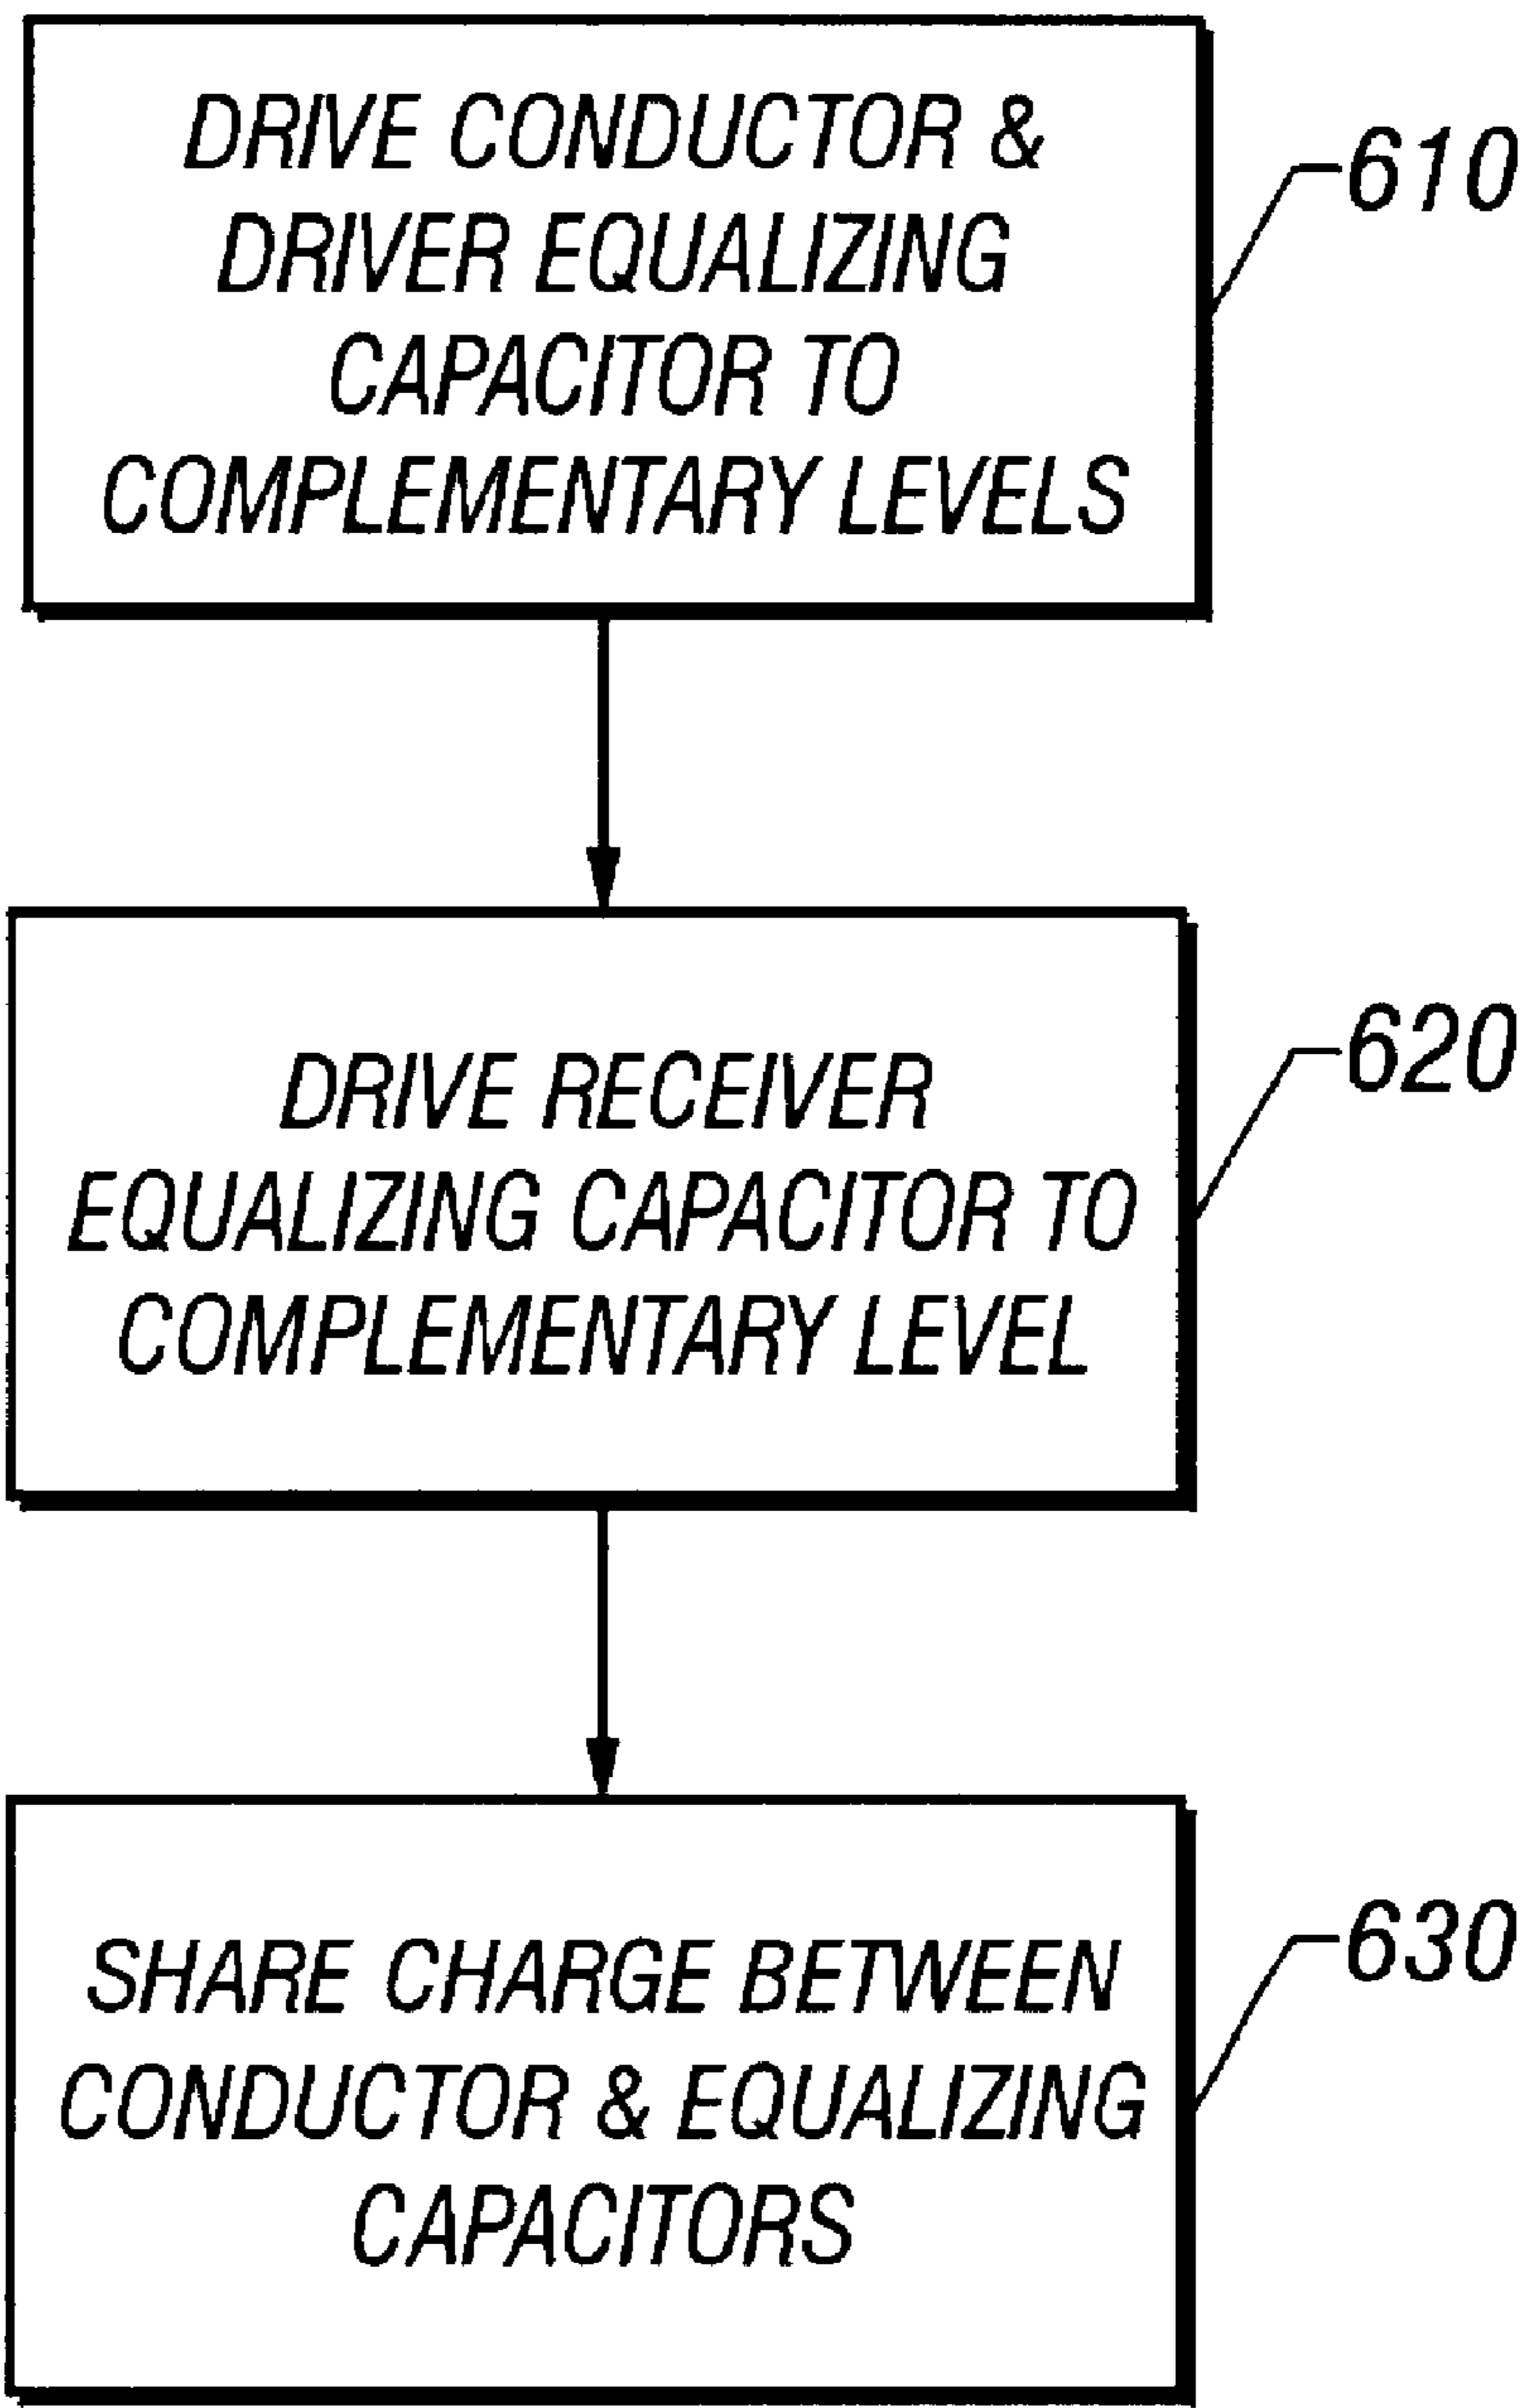 DRIVE CONDUCTOR &
DRIVER EQUALIZING
CAPACITOR TO
COMPLEMENTARY LEVELS
610
DRIVE RECEIVER
EQUALIZING CAPACITOR TO
COMPLEMENTARY LEVEL
620
SHARE CHARGE BETWEEN
CONDUCTOR & EQUALIZING
CAPACITORS
630